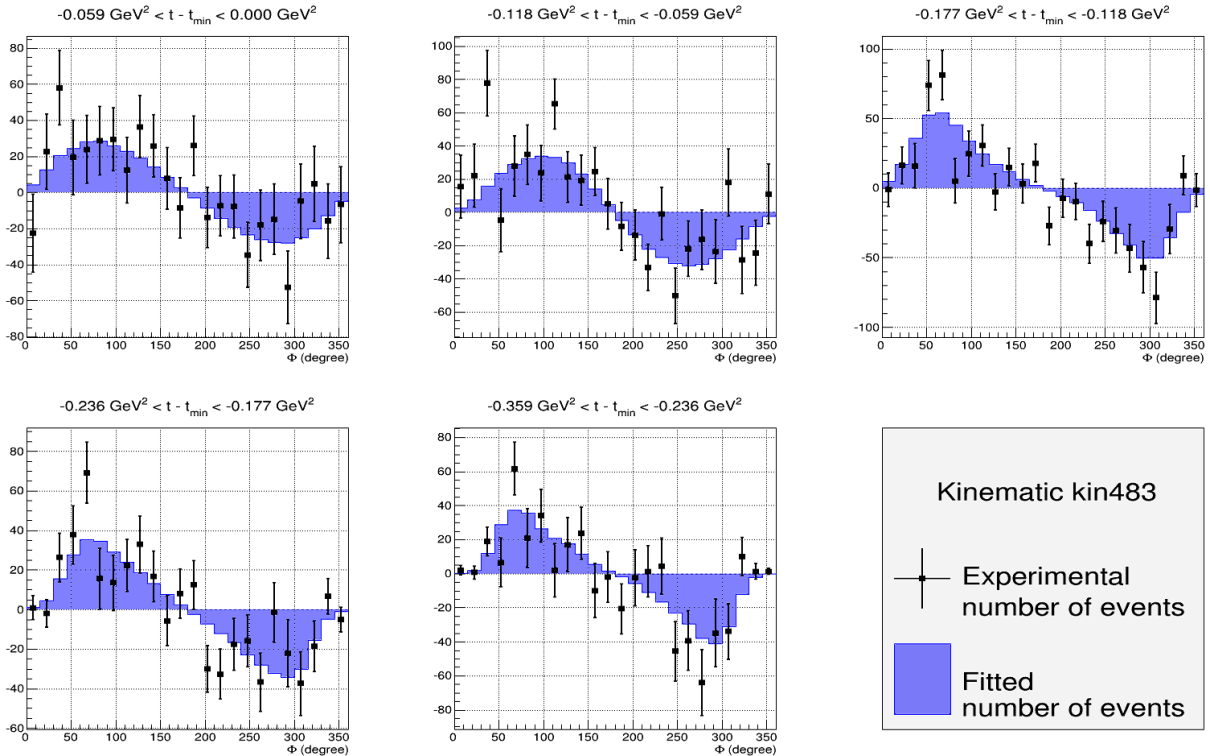 -0.059 GeV² < t - t_min < 0.000 GeV²
80
60
40
20
0
-20
-40
-60
-80
0 50 100 150 200 250 300 350
Φ (degree)
-0.118 GeV² < t - t_min < -0.059 GeV²
100
80
60
40
20
0
-20
-40
-60
0 50 100 150 200 250 300 350
Φ (degree)
-0.177 GeV² < t - t_min < -0.118 GeV²
100
50
0
-50
-100
0 50 100 150 200 250 300 350
Φ (degree)
-0.236 GeV² < t - t_min < -0.177 GeV²
80
60
40
20
0
-20
-40
-60
0 50 100 150 200 250 300 350
Φ (degree)
-0.359 GeV² < t - t_min < -0.236 GeV²
80
60
40
20
0
-20
-40
-60
-80
0 50 100 150 200 250 300 350
Φ (degree)
Kinematic kin483
Experimental
number of events
Fitted
number of events